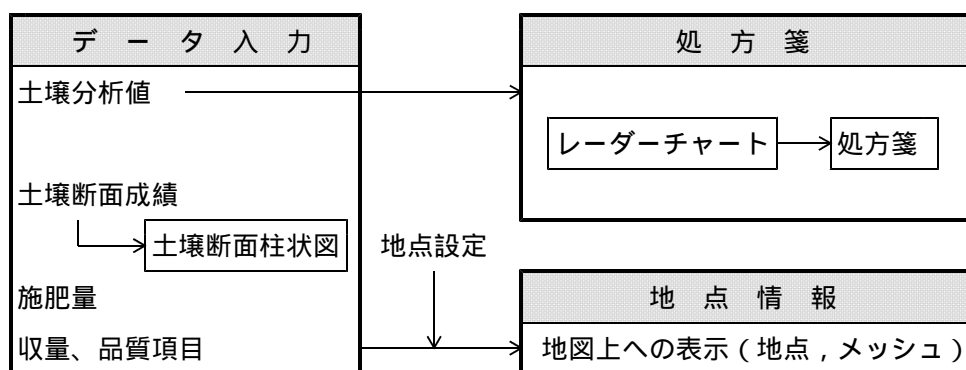 データ入力
土壌分析値
土壌断面成績
土壌断面柱状図
施肥量
収量、品質項目
地点設定
処方箋
レーダーチャート
処方箋
地点情報
地図上への表示(地点,メッシュ)